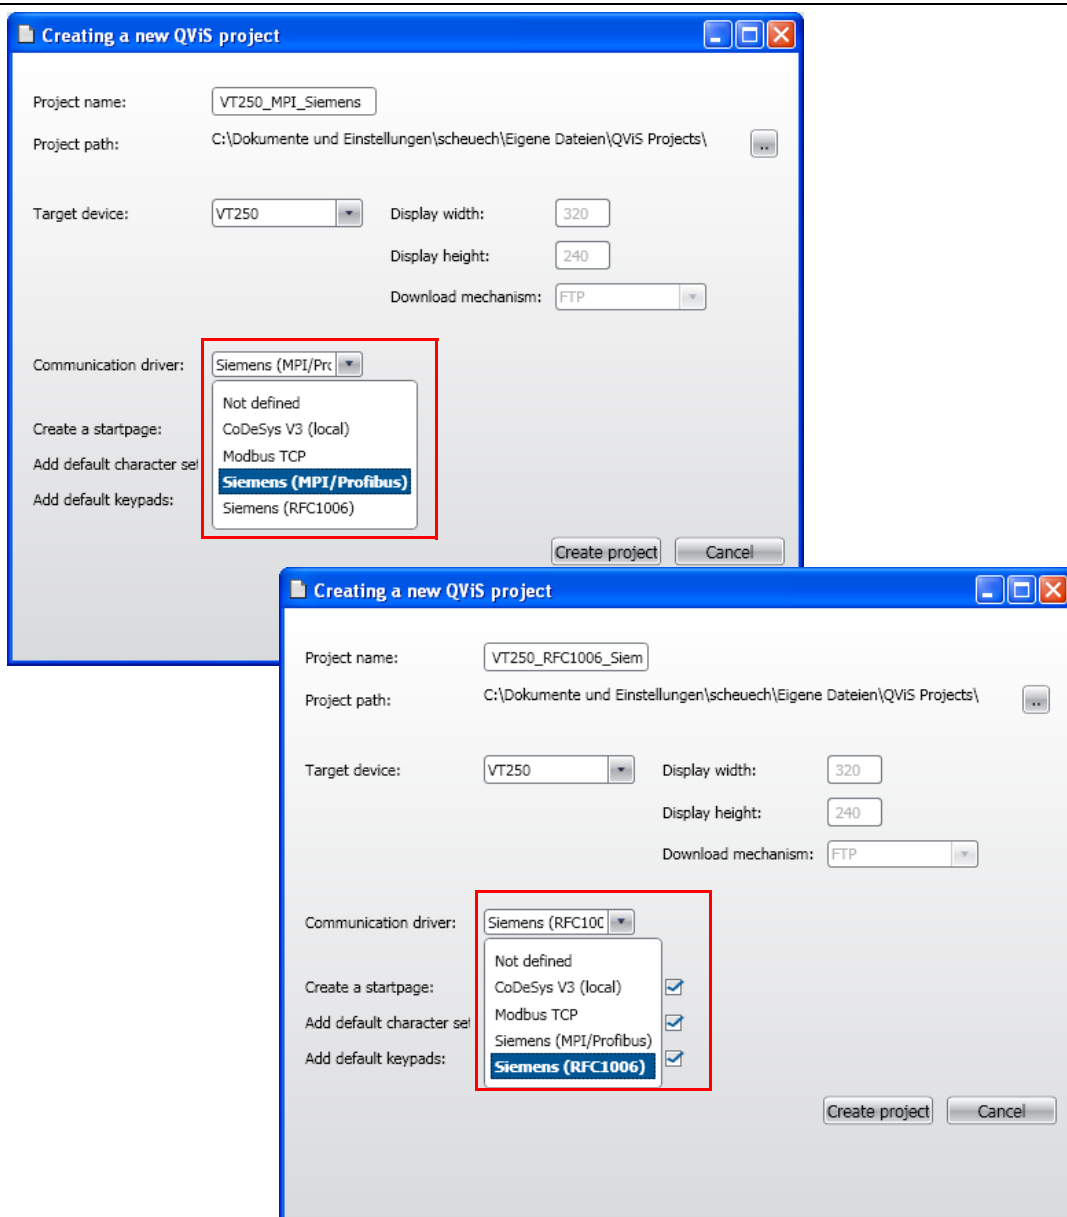 Creating a new QViS project
Project name: VT250_MPI_Siemens
Project path: C:\Dokumente und Einstellungen\scheuech\Eigene Dateien\QViS Projects\ ..
Target device: VT250 Display width: 320
Display height: 240
Download mechanism: FTP
Communication driver: Siemens (MPI/Prc
Not defined
Create a startpage: CoDeSys V3 (local)
Modbus TCP
Add default character set
Siemens (MPI/Profibus)
Add default keypads: Siemens (RFC1006)
Create project Cancel
Creating a new QViS project
Project name: VT250_RFC1006_Siem
Project path: C:\Dokumente und Einstellungen\scheuech\Eigene Dateien\QViS Projects\ ..
Target device: VT250 Display width: 320
Display height: 240
Download mechanism: FTP
Communication driver: Siemens (RFC10C
Not defined
Create a startpage: CoDeSys V3 (local)
Modbus TCP
Add default character set
Siemens (MPI/Profibus)
Add default keypads: Siemens (RFC1006)
Create project Cancel